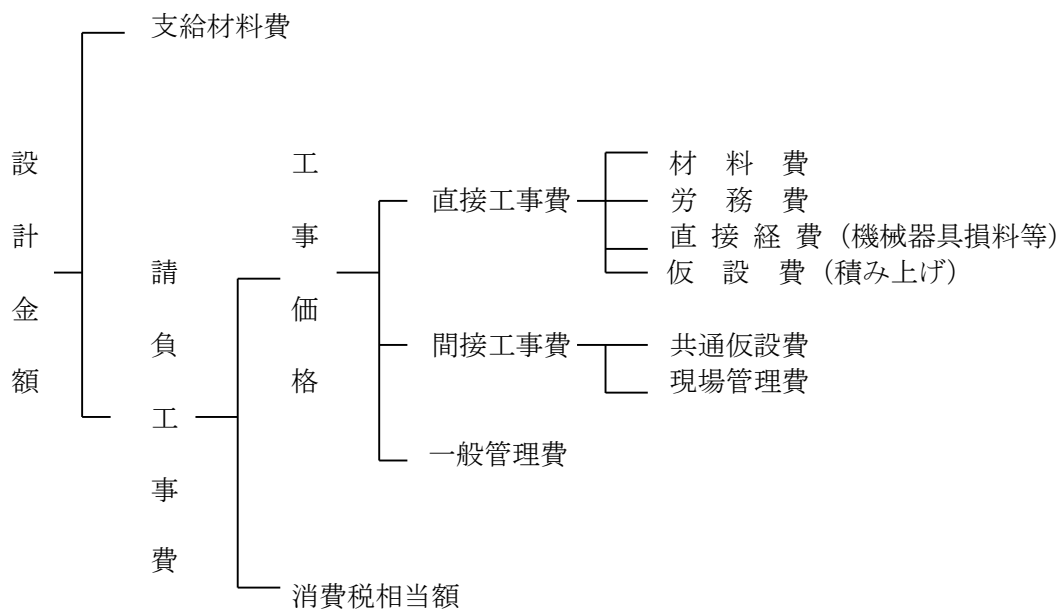 支給材料費
設計金額
請負工事費
工事価格
直接工事費
材料費
労務費
直接経費(機械器具損料等)
仮設費(積み上げ)
間接工事費
共通仮設費
現場管理費
一般管理費
消費税相当額